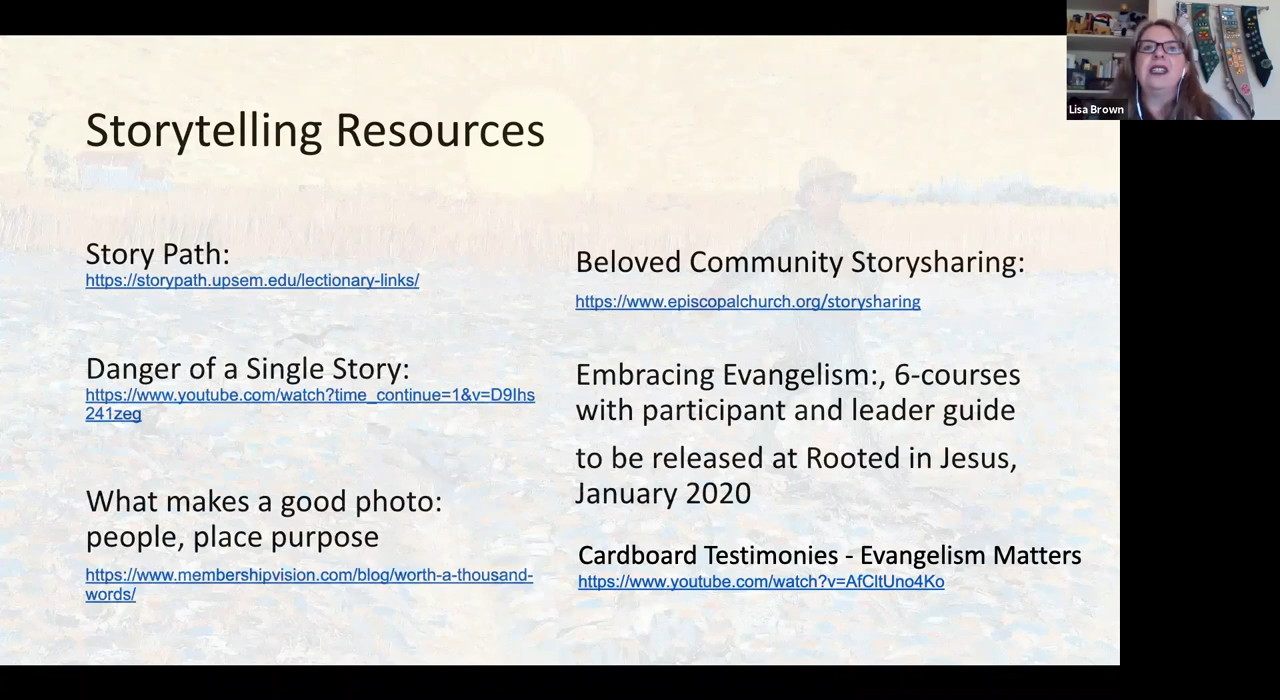 Storytelling Resources
Story Path:
https://storypath.upsem.edu/lectionary-links/
Danger of a Single Story:
https://www.youtube.com/watch?time_continue=1&v=D9Ihs
241zeg
What makes a good photo:
people, place purpose
https://www.membershipvision.com/blog/worth-a-thousand-
words/
Beloved Community Storysharing:
https://www.episcopalchurch.org/storysharing
Embracing Evangelism:, 6-courses
with participant and leader guide
to be released at Rooted in Jesus,
January 2020
Cardboard Testimonies - Evangelism Matters
https://www.youtube.com/watch?v=AfCltUno4Ko
Lisa Brown